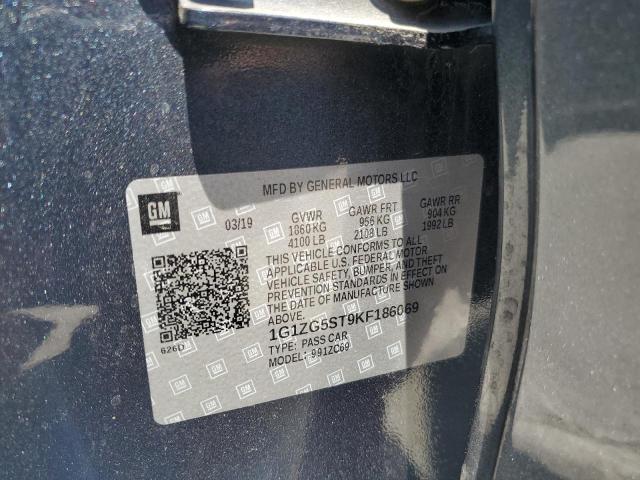 MFD BY GENERAL MOTORS LLC
GM
03/19
GVWR
1860 KG
4100 LB
GAWR FRT
956 KG
2108 LB
GAWR RR
904 KG
1992 LB
THIS VEHICLE CONFORMS TO ALL
APPLICABLE U.S. FEDERAL MOTOR
VEHICLE SAFETY, BUMPER, AND THEFT
PREVENTION STANDARDS IN EFFECT ON
THE DATE OF MANUFACTURE SHOWN
ABOVE.
1G1ZG5ST9KF186069
TYPE: PASS CAR
MODEL: 991ZC69
626D